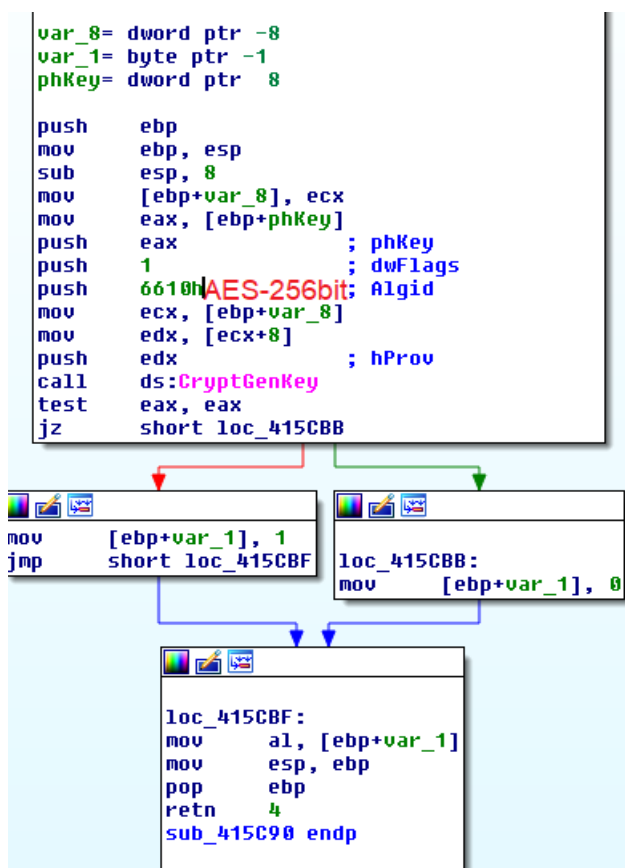 var_8= dword ptr -8
var_1= byte ptr -1
phKey= dword ptr  8
push    ebp
mov     ebp, esp
sub     esp, 8
mov     [ebp+var_8], ecx
mov     eax, [ebp+phKey]
push    eax             ; phKey
push    1               ; dwFlags
push    6610hAES-256bit; Algid
mov     ecx, [ebp+var_8]
mov     edx, [ecx+8]
push    edx             ; hProv
call    ds:CryptGenKey
test    eax, eax
jz      short loc_415CBB
mov     [ebp+var_1], 1
jmp     short loc_415CBF
loc_415CBB:
mov     [ebp+var_1], 0
loc_415CBF:
mov     al, [ebp+var_1]
mov     esp, ebp
pop     ebp
retn    4
sub_415C90 endp